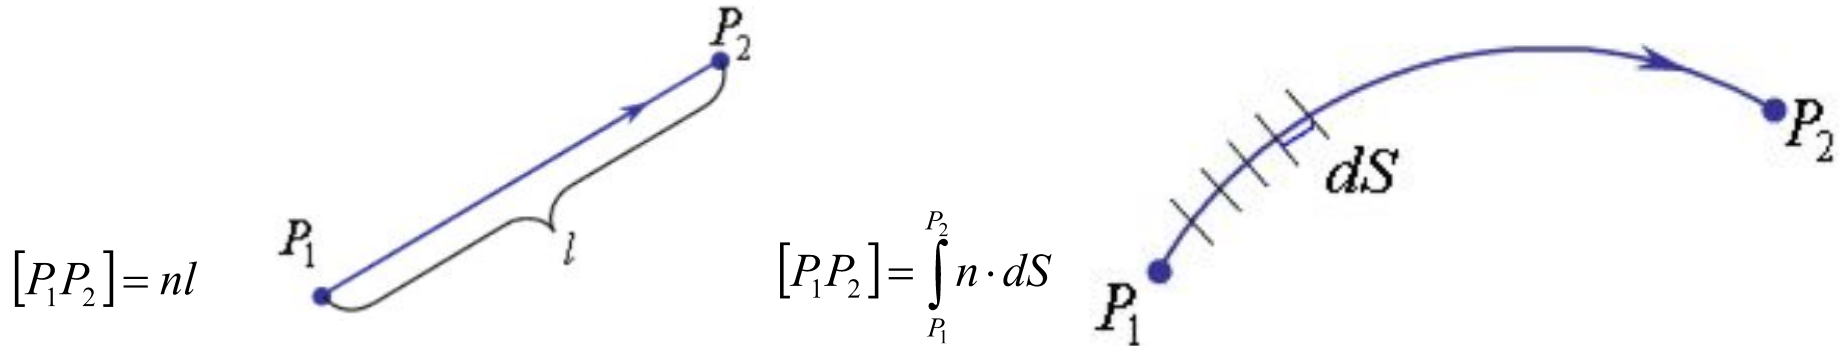 [P₁P₂] = nl
P₁
P₂
l
[P₁P₂] = ∫_{P₁}^{P₂} n · dS
P₁
dS
P₂